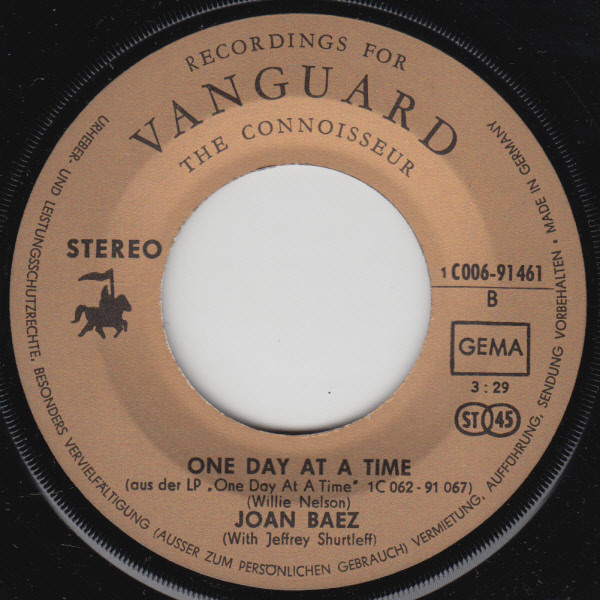 RECORDINGS FOR
VANGUARD
THE CONNOISSEUR
STEREO
1 C006-91461
B
GEMA
3:29
ST 45
ONE DAY AT A TIME
(aus der LP „One Day At A Time" 1C 062-91 067)
(Willie Nelson)
JOAN BAEZ
(With Jeffrey Shurtleff)
URHEBER- UND LEISTUNGSSCHUTZRECHTE, BESONDERS VERVIELFÄLTIGUNG (AUSSER ZUM PERSÖNLICHEN GEBRAUCH) VERMIETUNG, AUFFÜHRUNG, SENDUNG VORBEHALTEN • MADE IN GERMANY